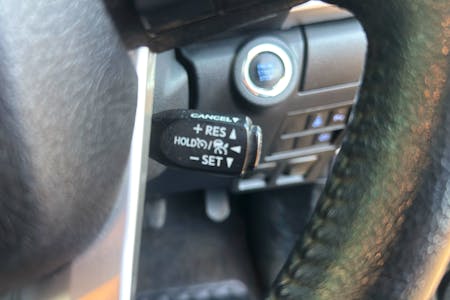 CANCEL▼
+ RES ▲
HOLD / ◄
− SET ▼